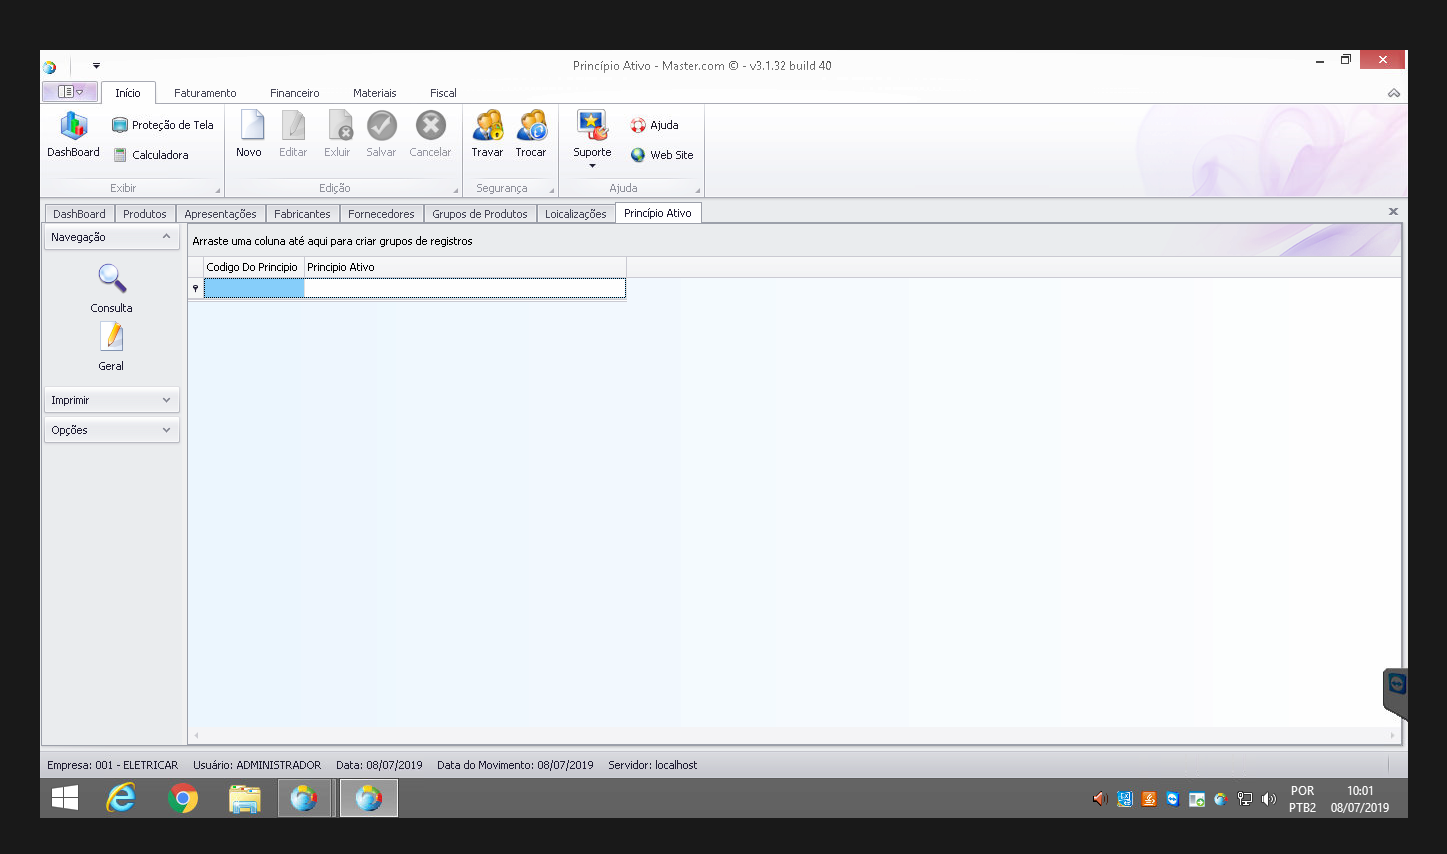 Princípio Ativo - Master.com © - v3.1.32 build 40
Início Faturamento Financeiro Materiais Fiscal
DashBoard
Proteção de Tela
Calculadora
Novo Editar Exluir Salvar Cancelar
Travar Trocar
Suporte
Ajuda
Web Site
Exibir Edição Segurança Ajuda
DashBoard Produtos Apresentações Fabricantes Fornecedores Grupos de Produtos Loicalizações Princípio Ativo
Navegação
Consulta
Geral
Imprimir
Opções
Arraste uma coluna até aqui para criar grupos de registros
Codigo Do Principio Principio Ativo
Empresa: 001 - ELETRICAR Usuário: ADMINISTRADOR Data: 08/07/2019 Data do Movimento: 08/07/2019 Servidor: localhost
POR 10:01
PTB2 08/07/2019